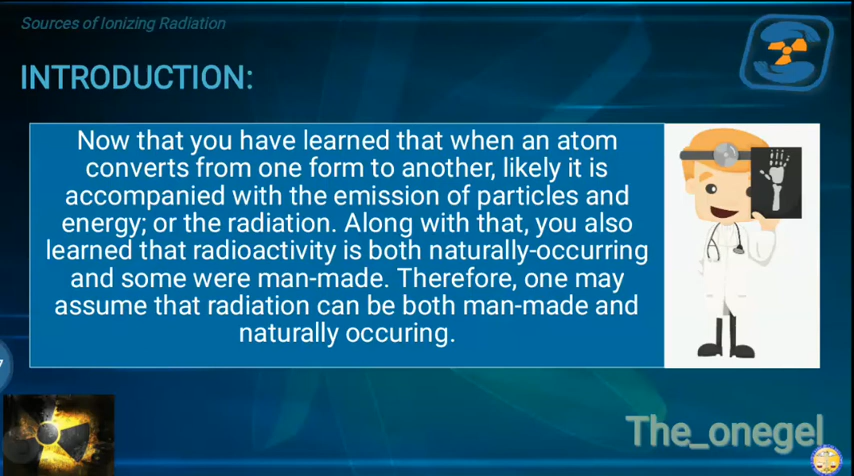 Sources of Ionizing Radiation
INTRODUCTION:
Now that you have learned that when an atom
converts from one form to another, likely it is
accompanied with the emission of particles and
energy; or the radiation. Along with that, you also
learned that radioactivity is both naturally-occurring
and some were man-made. Therefore, one may
assume that radiation can be both man-made and
naturally occuring.
The_onegel